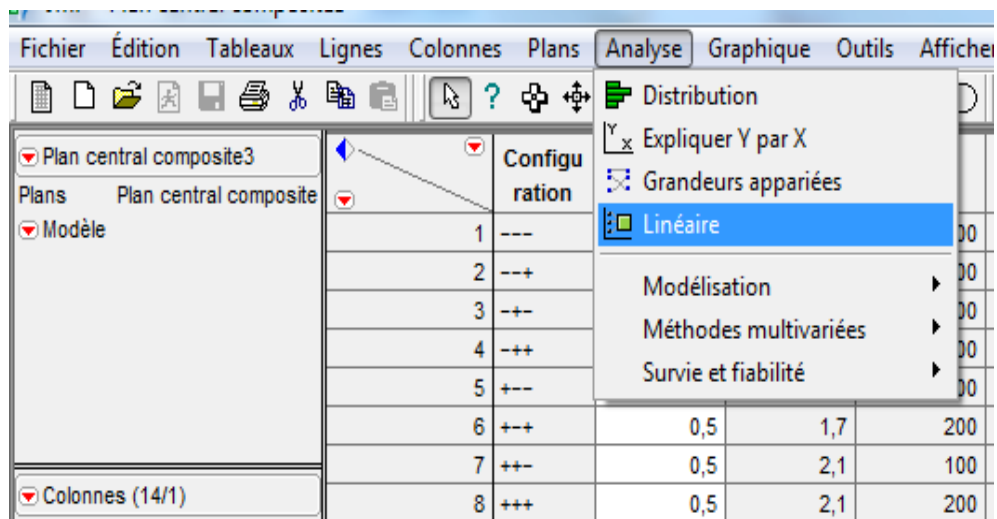 Fichier Édition Tableaux Lignes Colonnes Plans Analyse Graphique Outils Afficher
Distribution
Expliquer Y par X
Grandeurs appariées
Linéaire
Modélisation
Méthodes multivariées
Survie et fiabilité
Plan central composite3
Plans Plan central composite
Modèle
Colonnes (14/1)
Configu
ration
1 ---
2 --+
3 -+-
4 -++
5 +--
6 +-+ 0,5 1,7 200
7 ++- 0,5 2,1 100
8 +++ 0,5 2,1 200